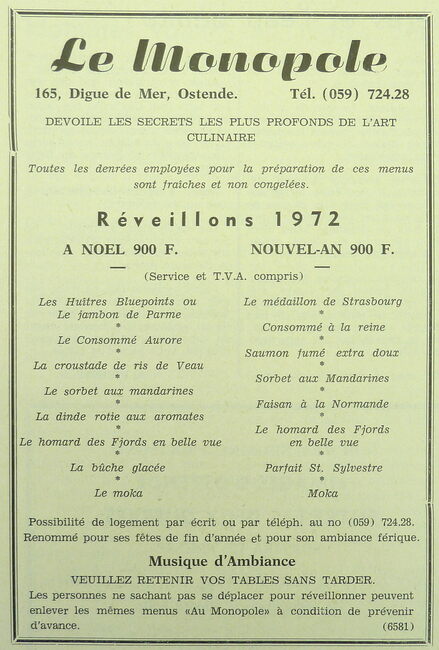 Le Monopole
165, Digue de Mer, Ostende. Tél. (059) 724.28
DEVOILE LES SECRETS LES PLUS PROFONDS DE L'ART
CULINAIRE
Toutes les denrées employées pour la préparation de ces menus
sont fraîches et non congelées.
Réveillons 1972
A NOEL 900 F.
NOUVEL-AN 900 F.
(Service et T.V.A. compris)
Les Huîtres Bluepoints ou
Le jambon de Parme
*
Le Consommé Aurore
*
La croustade de ris de Veau
*
Le sorbet aux mandarines
*
La dinde rotie aux aromates
*
Le homard des Fjords en belle vue
*
La bûche glacée
*
Le moka
Le médaillon de Strasbourg
*
Consommé à la reine
*
Saumon fumé extra doux
*
Sorbet aux Mandarines
*
Faisan à la Normande
*
Le homard des Fjords
en belle vue
*
Parfait St. Sylvestre
*
Moka
Possibilité de logement par écrit ou par téléph. au no (059) 724.28.
Renommé pour ses fêtes de fin d'année et pour son ambiance férique.
Musique d'Ambiance
VEUILLEZ RETENIR VOS TABLES SANS TARDER.
Les personnes ne sachant pas se déplacer pour réveillonner peuvent
enlever les mêmes menus «Au Monopole» à condition de prévenir
d'avance. (6581)